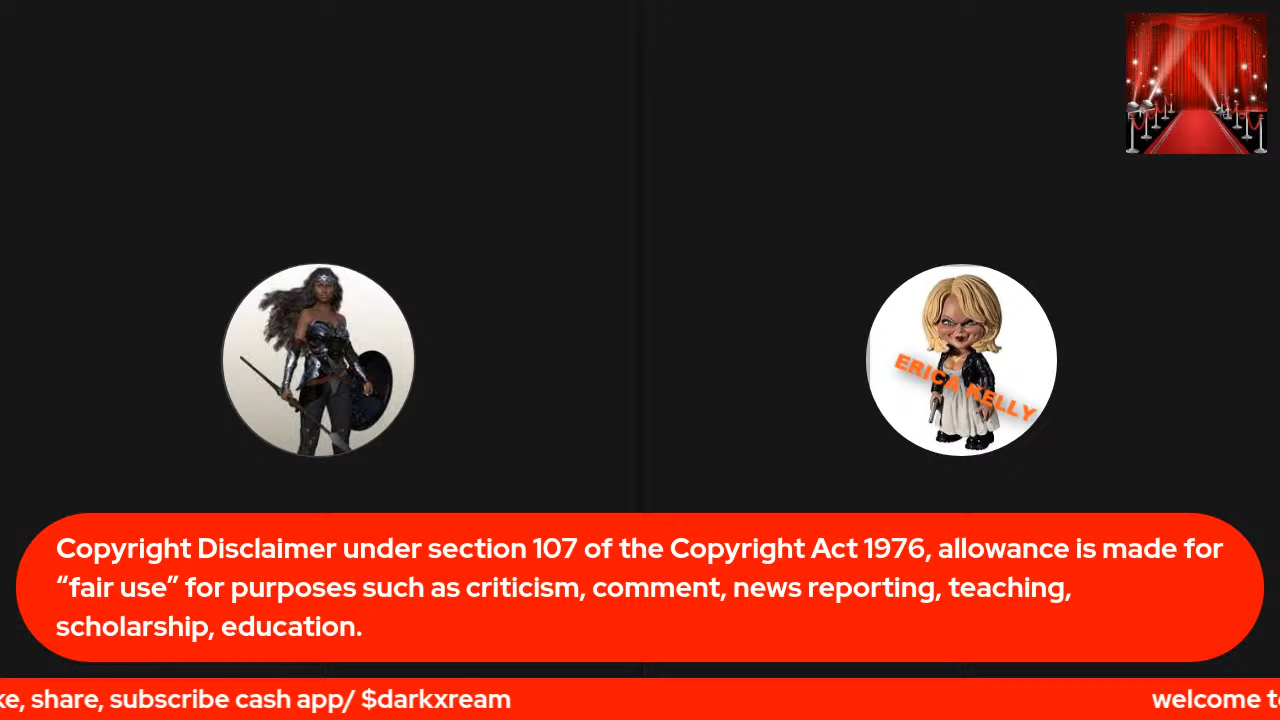 ERICA KELLY
Copyright Disclaimer under section 107 of the Copyright Act 1976, allowance is made for
“fair use” for purposes such as criticism, comment, news reporting, teaching,
scholarship, education.
share, subscribe cash app/ $darkxream
welcome